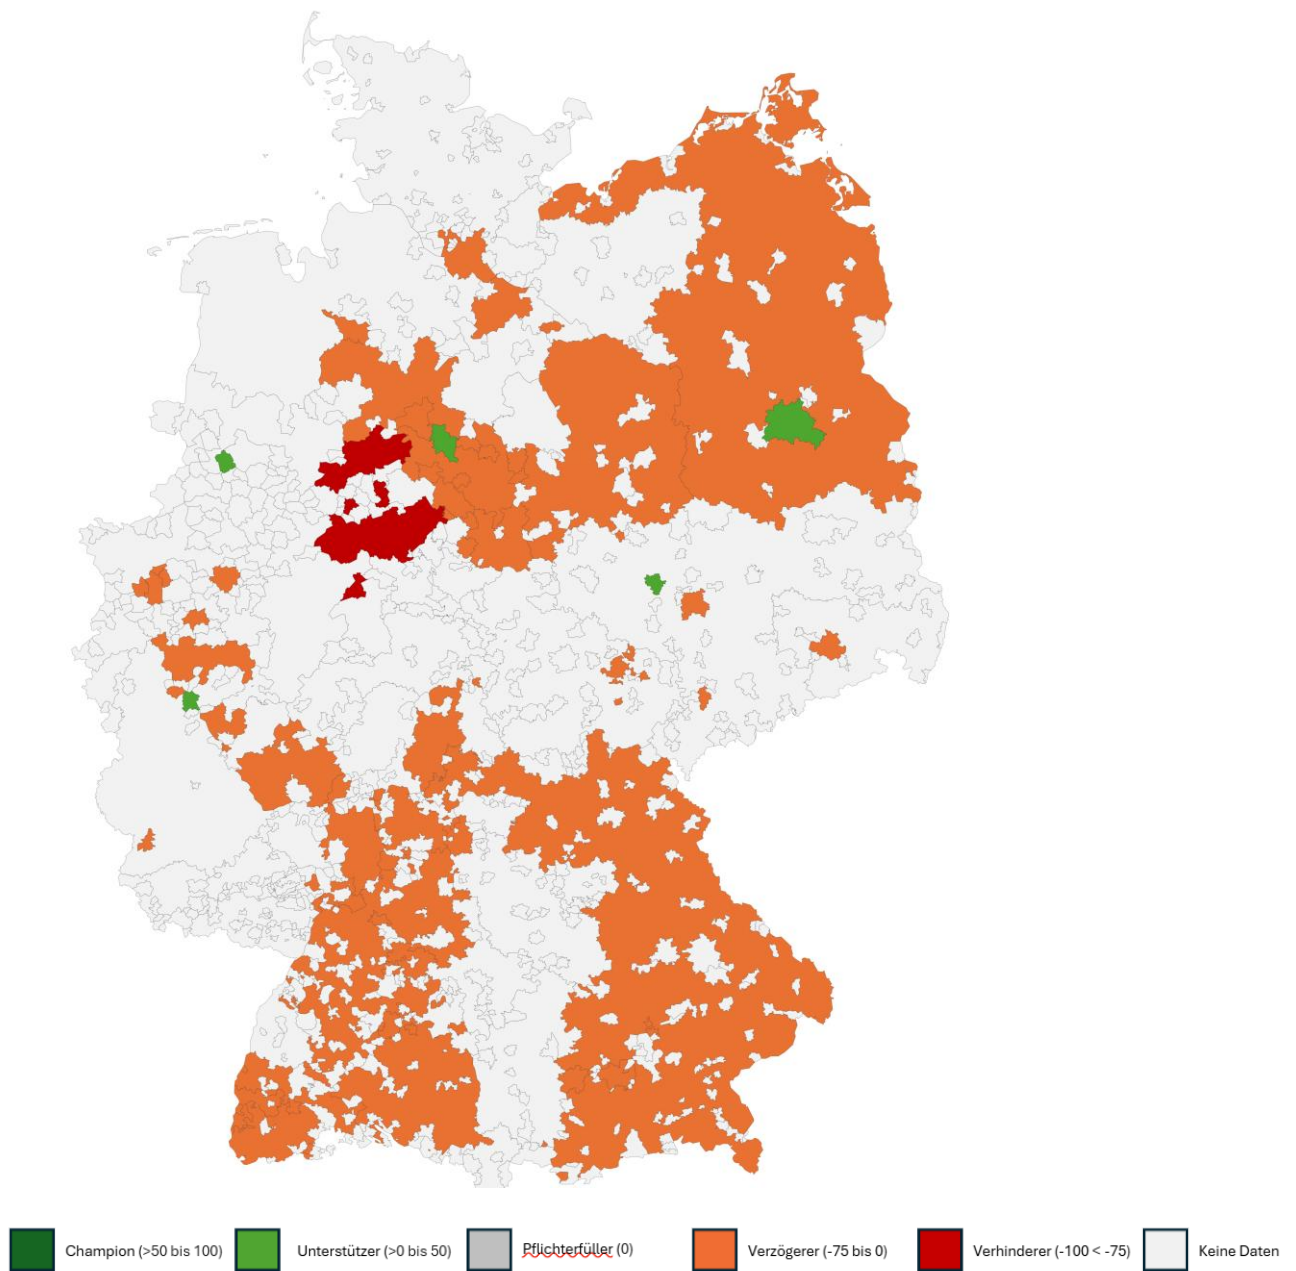 Champion (>50 bis 100)
Unterstützer (>0 bis 50)
Pflichterfüller (0)
Verzögerer (-75 bis 0)
Verhinderer (-100 < -75)
Keine Daten